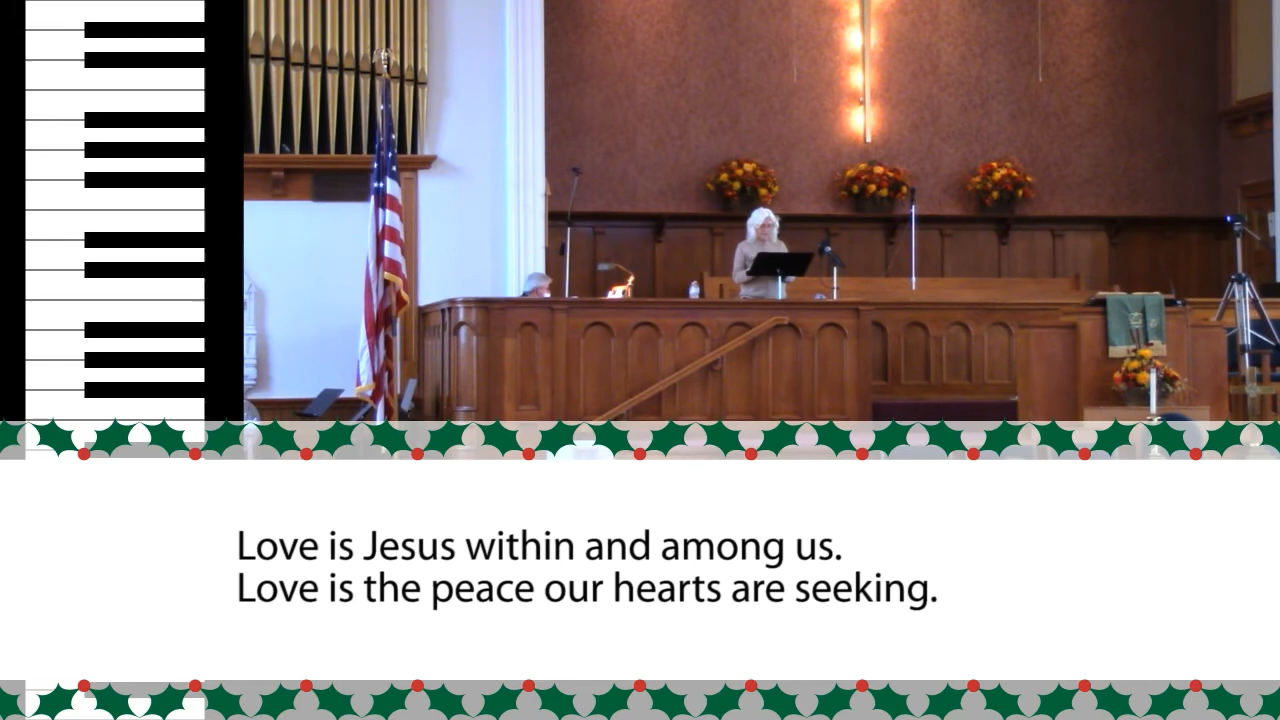 Love is Jesus within and among us.
Love is the peace our hearts are seeking.